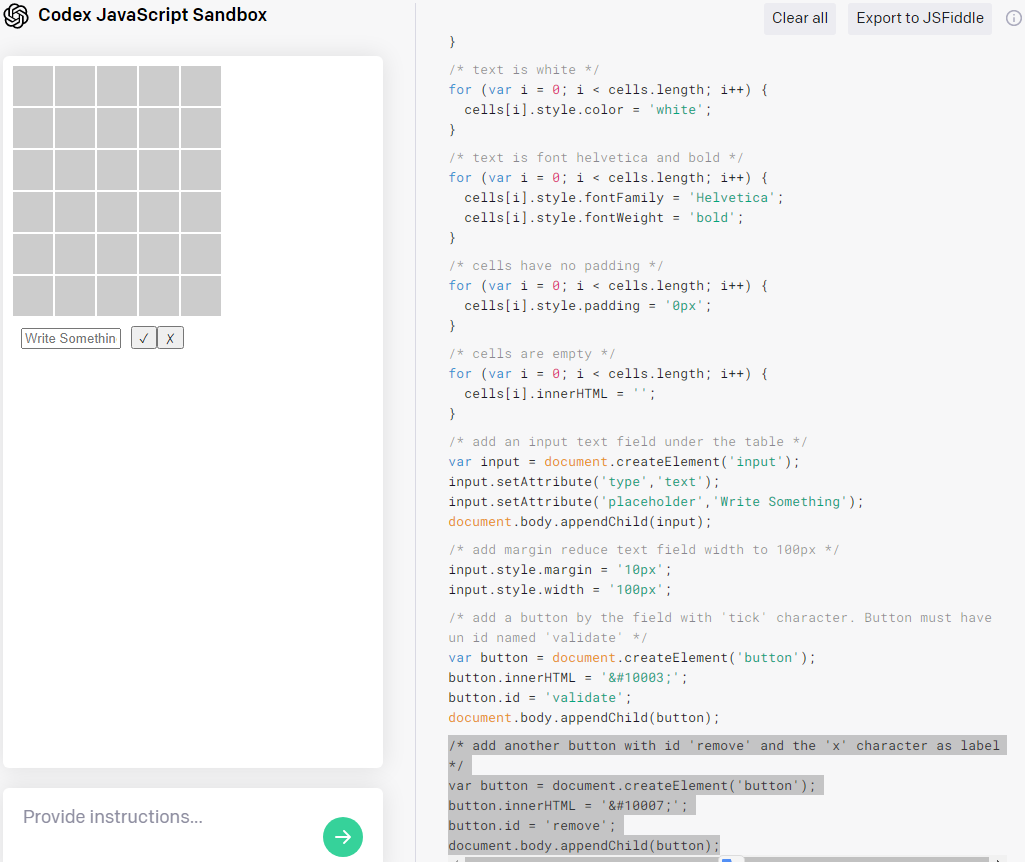 Codex JavaScript Sandbox
Clear all
Export to JSFiddle
Write Somethin
✓
✗
Provide instructions...
}
/* text is white */
for (var i = 0; i < cells.length; i++) {
cells[i].style.color = 'white';
}
/* text is font helvetica and bold */
for (var i = 0; i < cells.length; i++) {
cells[i].style.fontFamily = 'Helvetica';
cells[i].style.fontWeight = 'bold';
}
/* cells have no padding */
for (var i = 0; i < cells.length; i++) {
cells[i].style.padding = '0px';
}
/* cells are empty */
for (var i = 0; i < cells.length; i++) {
cells[i].innerHTML = '';
}
/* add an input text field under the table */
var input = document.createElement('input');
input.setAttribute('type','text');
input.setAttribute('placeholder','Write Something');
document.body.appendChild(input);
/* add margin reduce text field width to 100px */
input.style.margin = '10px';
input.style.width = '100px';
/* add a button by the field with 'tick' character. Button must have
un id named 'validate' */
var button = document.createElement('button');
button.innerHTML = '&#10003;';
button.id = 'validate';
document.body.appendChild(button);
/* add another button with id 'remove' and the 'x' character as label
*/
var button = document.createElement('button');
button.innerHTML = '&#10007;';
button.id = 'remove';
document.body.appendChild(button);